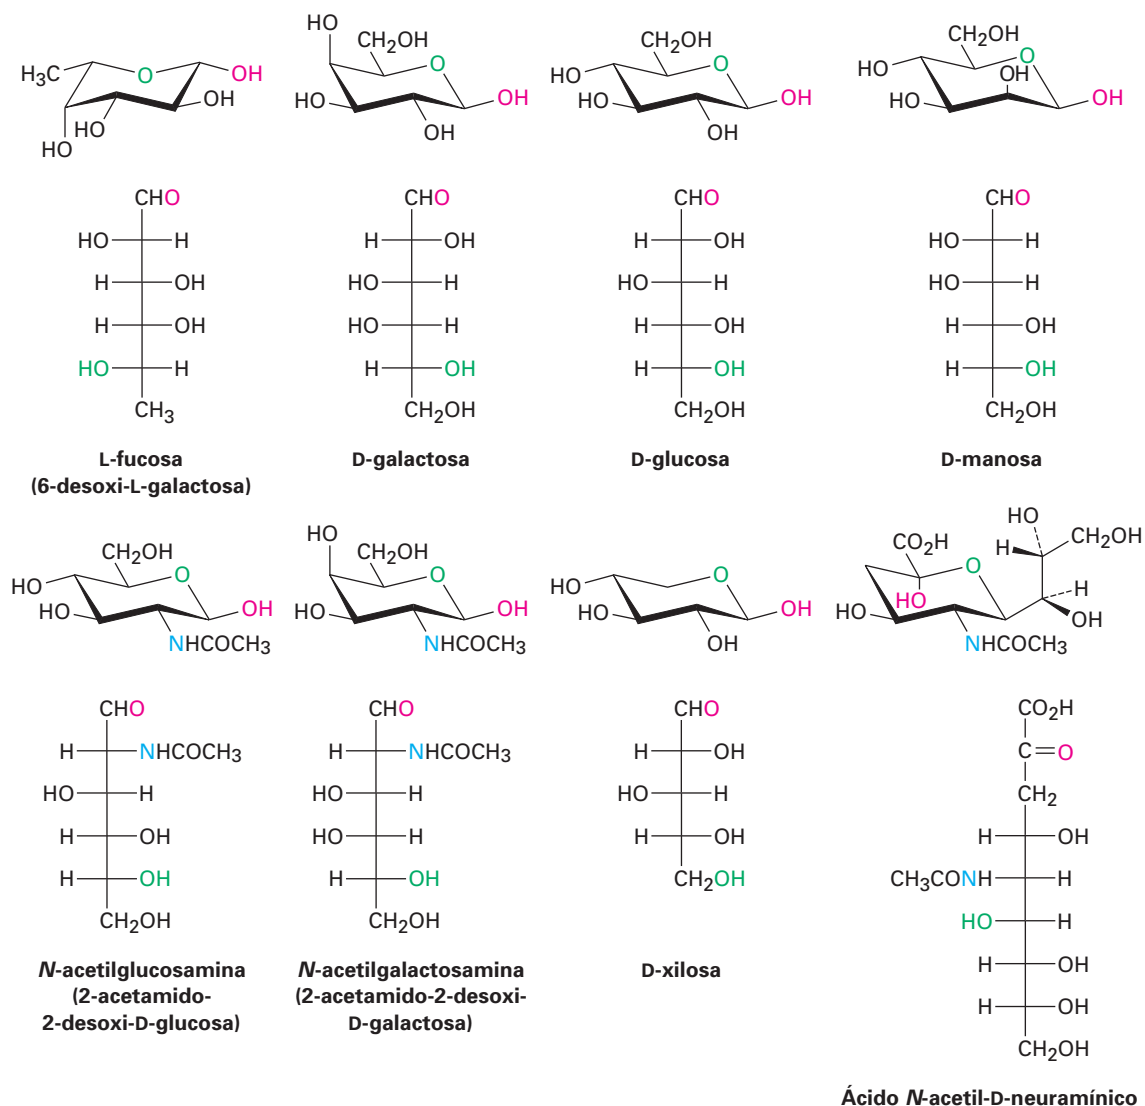 HO
CH2OH
H3C
O
OH
OH
HO
HO
CH2OH
O
HO
OH
OH
CH2OH
O
HO
HO
OH
OH
CH2OH
O
OH
HO
HO
OH
CHO
HO H
H OH
H OH
HO H
CH3
L-fucosa
(6-desoxi-L-galactosa)
CHO
H OH
HO H
HO H
H OH
CH2OH
D-galactosa
CHO
H OH
HO H
H OH
H OH
CH2OH
D-glucosa
CHO
HO H
HO H
H OH
H OH
CH2OH
D-manosa
CH2OH
O
HO
HO
OH
NHCOCH3
HO
CH2OH
O
HO
OH
NHCOCH3
O
HO
HO
OH
OH
HO
CO2H
H
CH2OH
O
HO
H
HO
OH
NHCOCH3
CHO
H NHCOCH3
HO H
H OH
H OH
CH2OH
N-acetilglucosamina
(2-acetamido-
2-desoxi-D-glucosa)
CHO
H NHCOCH3
HO H
HO H
H OH
CH2OH
N-acetilgalactosamina
(2-acetamido-2-desoxi-
D-galactosa)
CHO
H OH
HO H
H OH
CH2OH
D-xilosa
CO2H
C=O
CH2
H OH
CH3CONH H
HO H
H OH
H OH
CH2OH
Ácido N-acetil-D-neuramínico